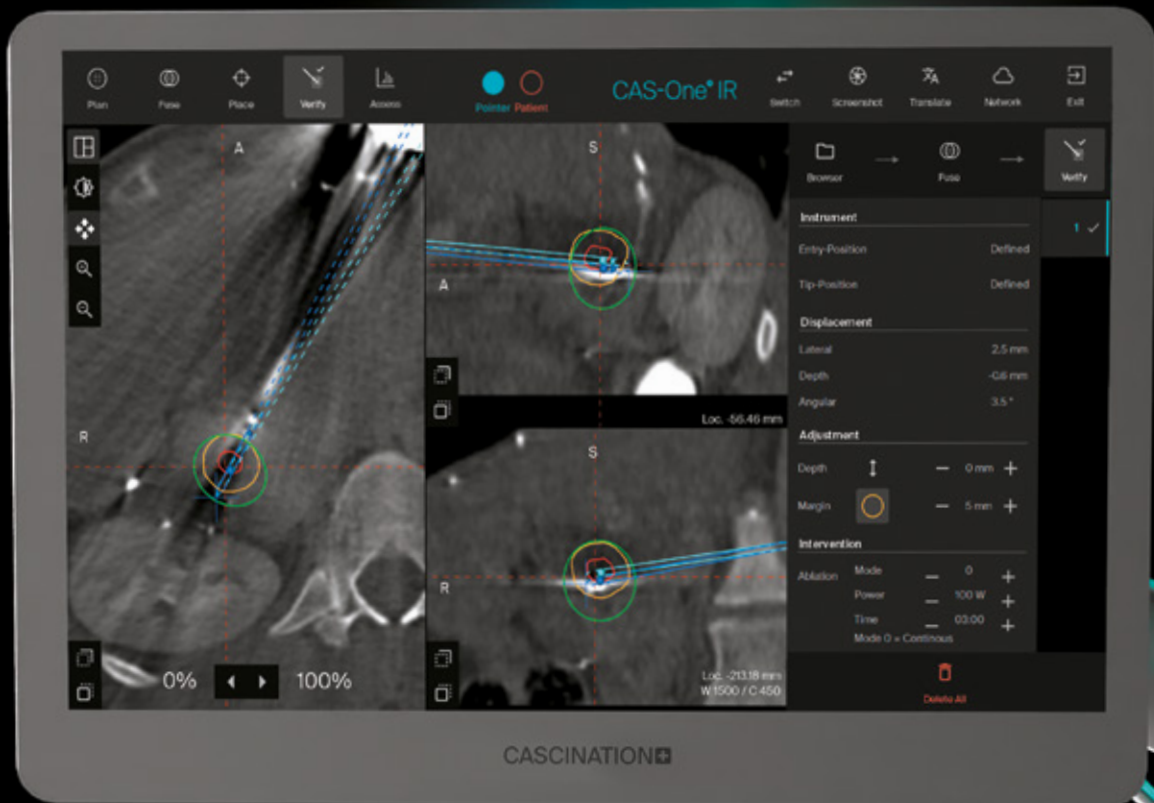 Plan
Fuse
Place
Verify
Assess
Pointer
Patient
CAS-One® IR
Switch
Screenshot
Translate
Network
Exit
A
R
0%
100%
S
A
Loc. -56.46 mm
S
R
Loc. -213.18 mm
W:1500 / C:450
Browser
Fuse
Verify
1
Instrument
Entry-Position Defined
Tip-Position Defined
Displacement
Lateral 2.5 mm
Depth -0.6 mm
Angular 3.5°
Adjustment
Depth 0 mm
Margin 5 mm
Intervention
Ablation
Mode 0
Power 100 W
Time 03:00
Mode 0 = Continous
Delete All
CASCINATION